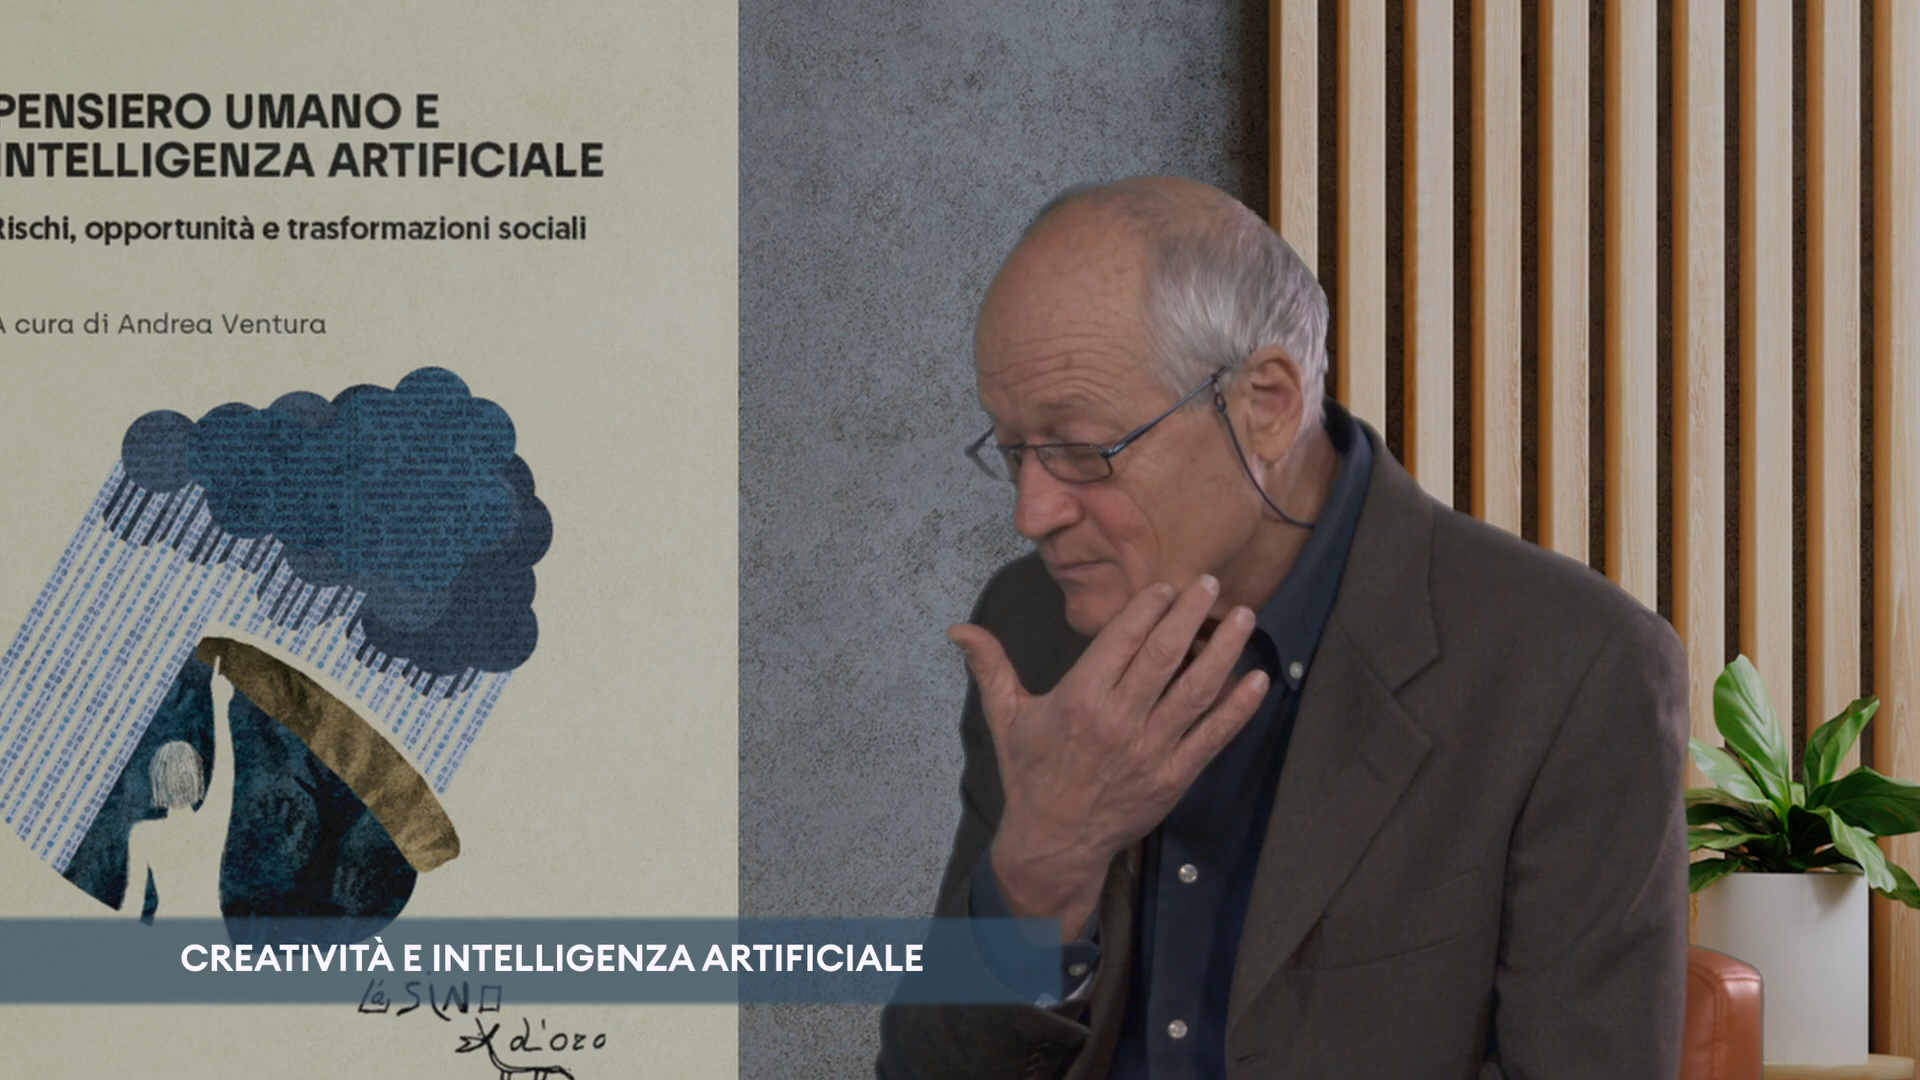 PENSIERO UMANO E
INTELLIGENZA ARTIFICIALE
Rischi, opportunità e trasformazioni sociali
A cura di Andrea Ventura
CREATIVITÀ E INTELLIGENZA ARTIFICIALE
L'ASINO
d'oro